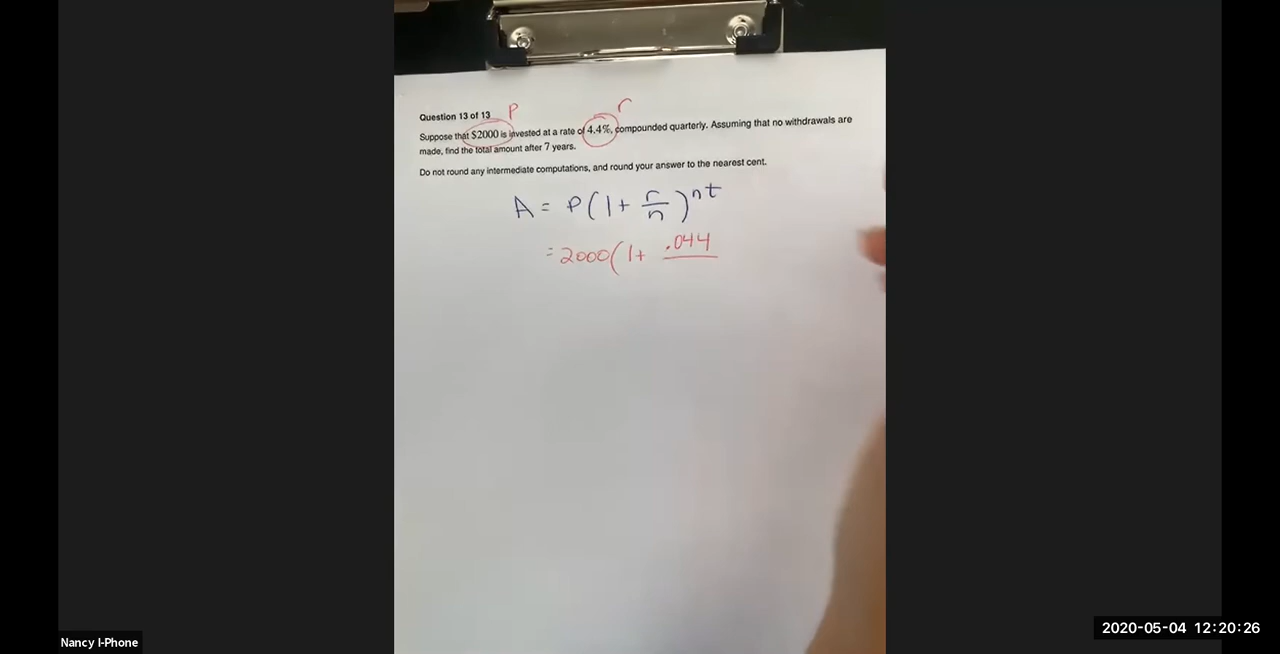 Question 13 of 13 P r
Suppose that $2000 is invested at a rate of 4.4%, compounded quarterly. Assuming that no withdrawals are
made, find the total amount after 7 years.
Do not round any intermediate computations, and round your answer to the nearest cent.
A = P(1 + r/n)^nt
= 2000(1 + .044
Nancy I-Phone
2020-05-04 12:20:26